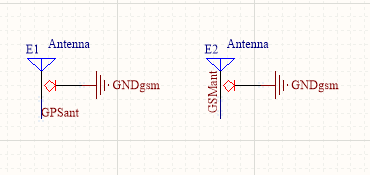 E1 Antenna
GNDgsm
GPSant
E2 Antenna
GSMant
GNDgsm